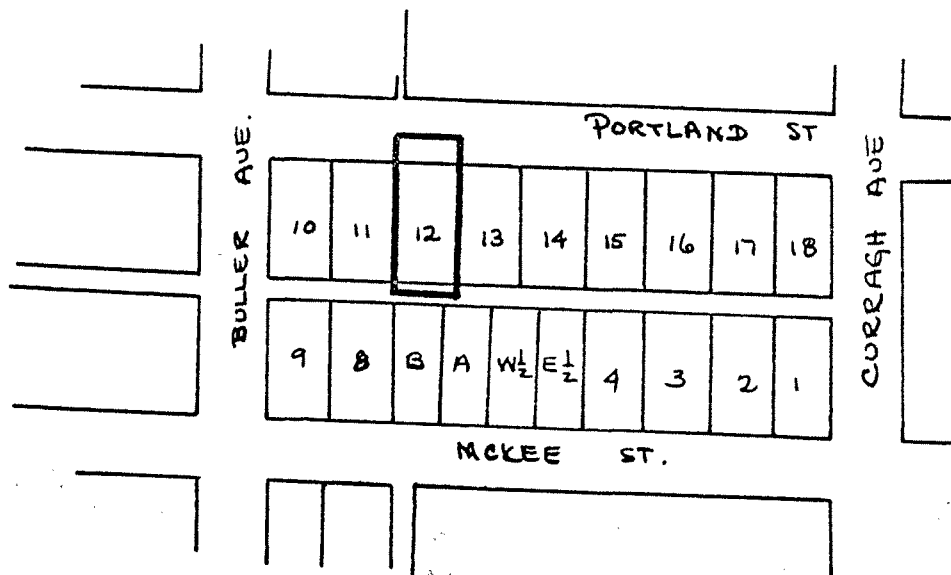 PORTLAND ST
BULLER AVE.
CURRAGH AVE
10 11 12 13 14 15 16 17 18
9 8 B A W½ E½ 4 3 2 1
MCKEE ST.